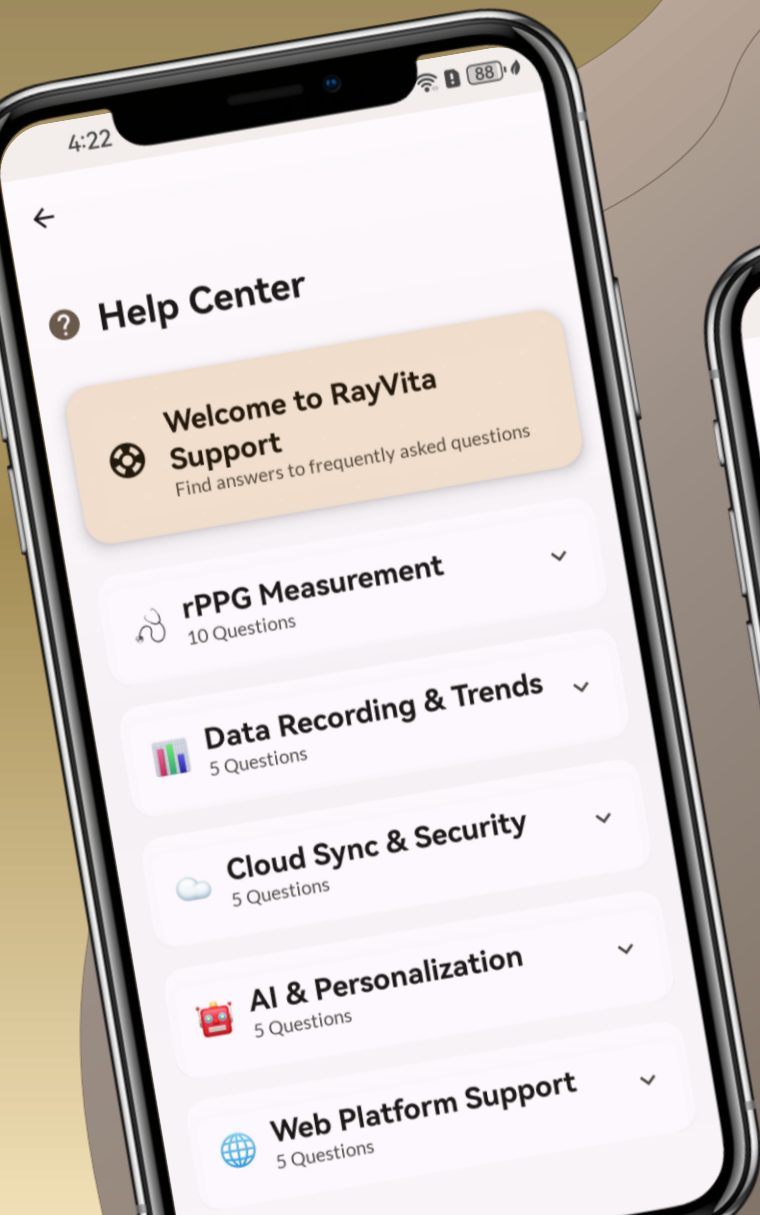 4:22
88
Help Center
Welcome to RayVita
Support
Find answers to frequently asked questions
rPPG Measurement
10 Questions
Data Recording & Trends
5 Questions
Cloud Sync & Security
5 Questions
AI & Personalization
5 Questions
Web Platform Support
5 Questions